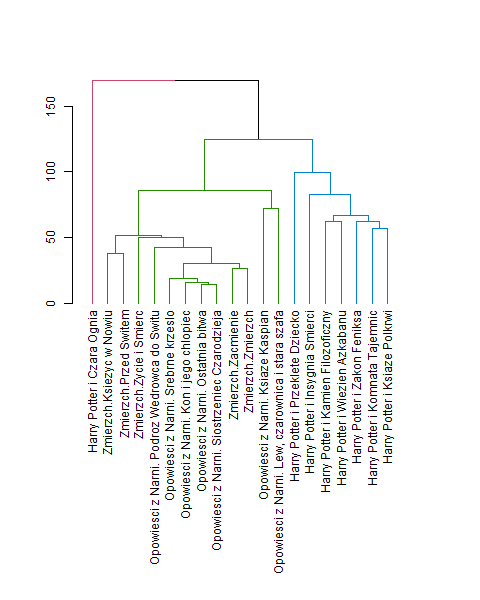 150
100
50
0
Harry Potter i Czara Ognia
Zmierzch.Ksiezyc w Nowiu
Zmierzch.Przed Switem
Zmierzch.Zycie i Smierc
Opowiesci z Narni. Podroz Wedrowca do Switu
Opowiesci z Narni. Srebrne krzeslo
Opowiesci z Narni. Kon i jego chlopiec
Opowiesci z Narni. Ostatnia bitwa
Opowiesci z Narni. Siostrzeniec Czarodzieja
Zmierzch.Zacmienie
Zmierzch.Zmierzch
Opowiesci z Narni. Ksiaze Kaspian
Opowiesci z Narni. Lew, czarownica i stara szafa
Harry Potter i Przeklete Dziecko
Harry Potter i Insygnia Smierci
Harry Potter i Kamien Filozoficzny
Harry Potter i Wiezien Azkabanu
Harry Potter i Zakon Feniksa
Harry Potter i Komnata Tajemnic
Harry Potter i Ksiaze Polkrwi